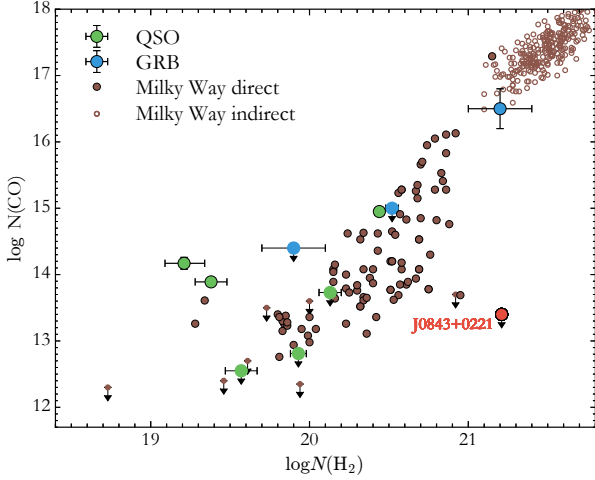 18
17
16
15
14
13
12
log N(CO)
QSO
GRB
Milky Way direct
Milky Way indirect
J0843+0221
19
20
21
logN(H₂)